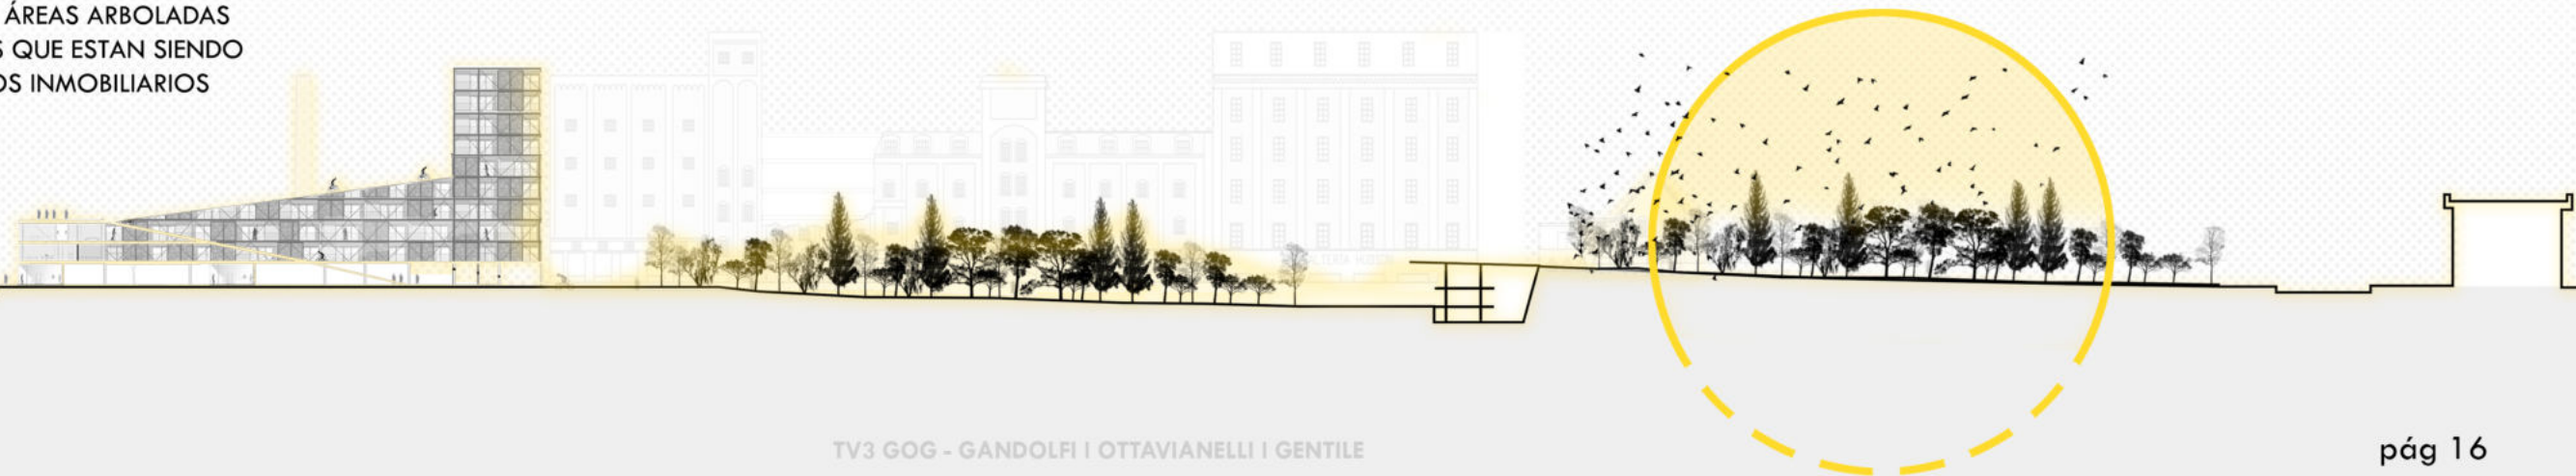 ÁREAS ARBOLADAS
S QUE ESTAN SIENDO
OS INMOBILIARIOS
TV3 GOG - GANDOLFI I OTTAVIANELLI I GENTILE
pág 16